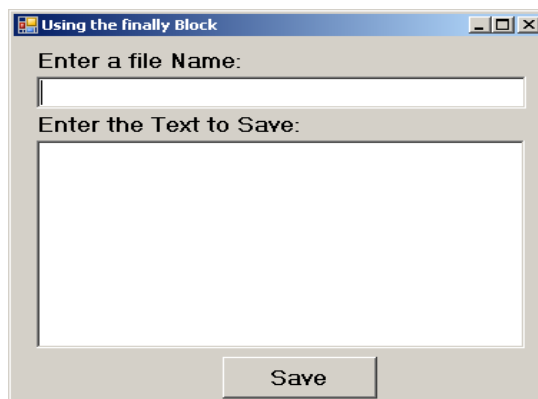 Using the finally Block
Enter a file Name:
Enter the Text to Save:
Save